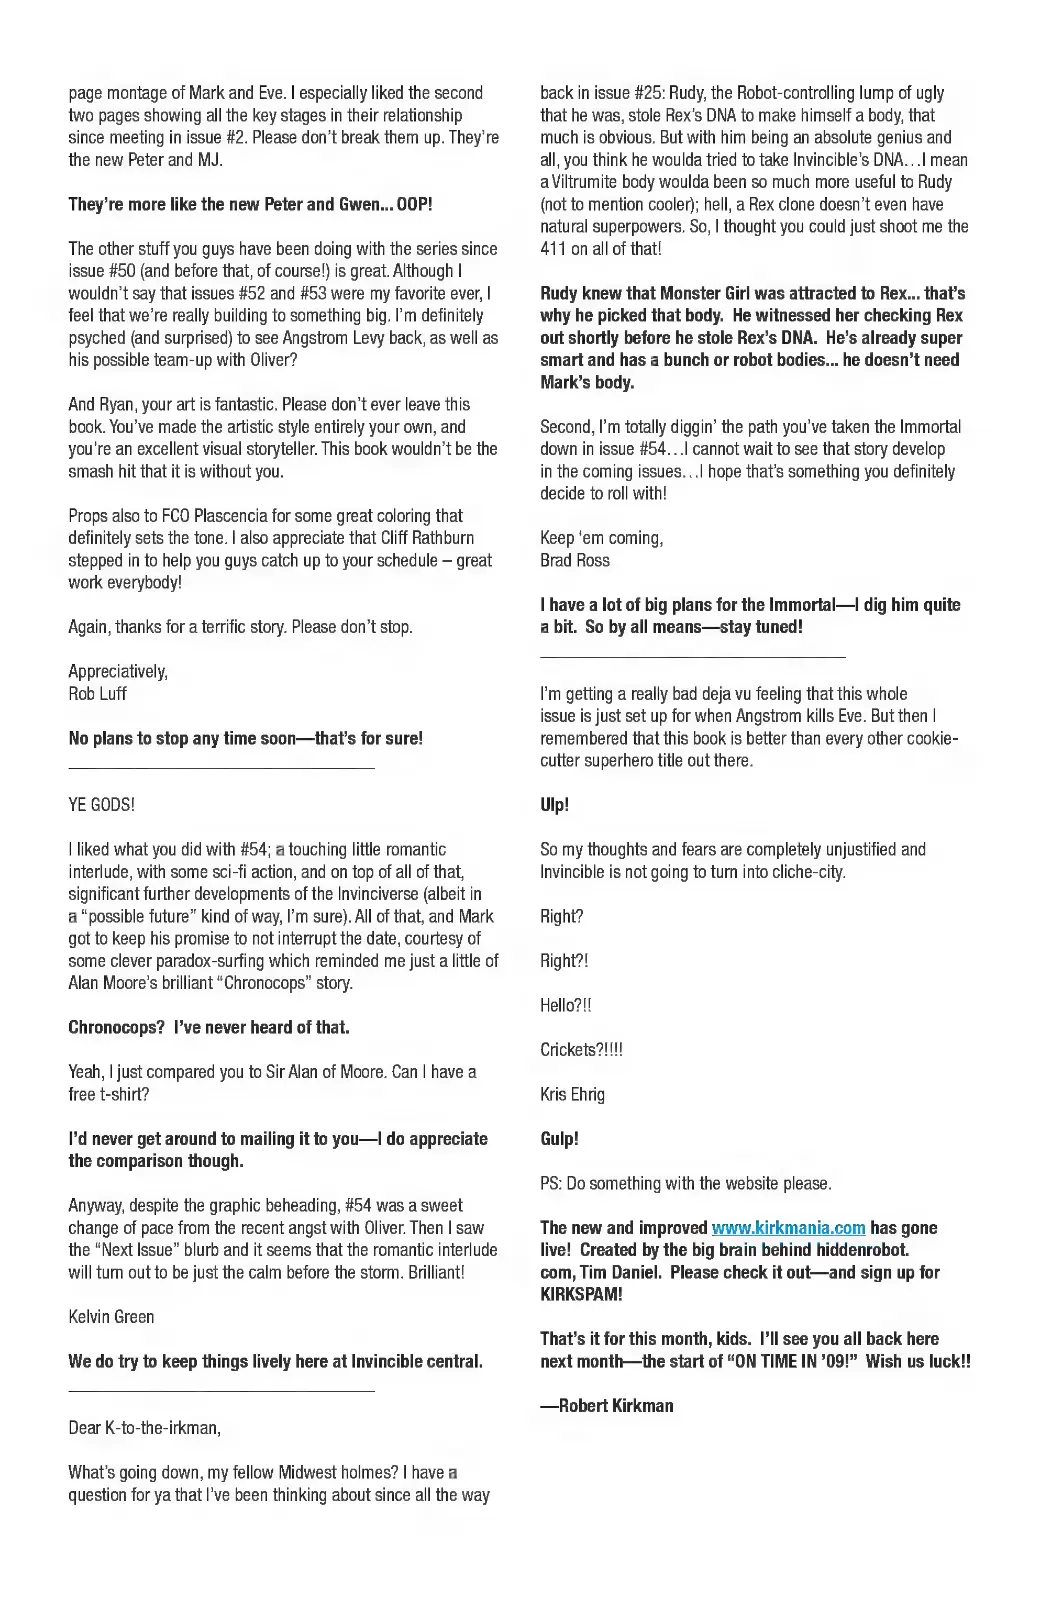 page montage of Mark and Eve. I especially liked the second
two pages showing all the key stages in their relationship
since meeting in issue #2. Please don't break them up. They're
the new Peter and MJ.
They're more like the new Peter and Gwen... OOP!
The other stuff you guys have been doing with the series since
issue #50 (and before that, of course!) is great. Although I
wouldn't say that issues #52 and #53 were my favorite ever, I
feel that we're really building to something big. I'm definitely
psyched (and surprised) to see Angstrom Levy back, as well as
his possible team-up with Oliver?
And Ryan, your art is fantastic. Please don't ever leave this
book. You've made the artistic style entirely your own, and
you're an excellent visual storyteller. This book wouldn't be the
smash hit that it is without you.
Props also to FCO Plascencia for some great coloring that
definitely sets the tone. I also appreciate that Cliff Rathburn
stepped in to help you guys catch up to your schedule – great
work everybody!
Again, thanks for a terrific story. Please don't stop.
Appreciatively,
Rob Luff
No plans to stop any time soon—that's for sure!
YE GODS!
I liked what you did with #54; a touching little romantic
interlude, with some sci-fi action, and on top of all of that,
significant further developments of the Invinciverse (albeit in
a "possible future" kind of way, I'm sure). All of that, and Mark
got to keep his promise to not interrupt the date, courtesy of
some clever paradox-surfing which reminded me just a little of
Alan Moore's brilliant "Chronocops" story.
Chronocops?  I've never heard of that.
Yeah, I just compared you to Sir Alan of Moore. Can I have a
free t-shirt?
I'd never get around to mailing it to you—I do appreciate
the comparison though.
Anyway, despite the graphic beheading, #54 was a sweet
change of pace from the recent angst with Oliver. Then I saw
the "Next Issue" blurb and it seems that the romantic interlude
will turn out to be just the calm before the storm. Brilliant!
Kelvin Green
We do try to keep things lively here at Invincible central.
Dear K-to-the-irkman,
What's going down, my fellow Midwest holmes? I have a
question for ya that I've been thinking about since all the way
back in issue #25: Rudy, the Robot-controlling lump of ugly
that he was, stole Rex's DNA to make himself a body, that
much is obvious. But with him being an absolute genius and
all, you think he woulda tried to take Invincible's DNA…I mean
a Viltrumite body woulda been so much more useful to Rudy
(not to mention cooler); hell, a Rex clone doesn't even have
natural superpowers. So, I thought you could just shoot me the
411 on all of that!
Rudy knew that Monster Girl was attracted to Rex... that's
why he picked that body.  He witnessed her checking Rex
out shortly before he stole Rex's DNA.  He's already super
smart and has a bunch or robot bodies... he doesn't need
Mark's body.
Second, I'm totally diggin' the path you've taken the Immortal
down in issue #54…I cannot wait to see that story develop
in the coming issues…I hope that's something you definitely
decide to roll with!
Keep 'em coming,
Brad Ross
I have a lot of big plans for the Immortal—I dig him quite
a bit.  So by all means—stay tuned!
I'm getting a really bad deja vu feeling that this whole
issue is just set up for when Angstrom kills Eve. But then I
remembered that this book is better than every other cookie-
cutter superhero title out there.
Ulp!
So my thoughts and fears are completely unjustified and
Invincible is not going to turn into cliche-city.
Right?
Right?!
Hello?!!
Crickets?!!!!
Kris Ehrig
Gulp!
PS: Do something with the website please.
The new and improved www.kirkmania.com has gone
live!  Created by the big brain behind hiddenrobot.
com, Tim Daniel.  Please check it out—and sign up for
KIRKSPAM!
That's it for this month, kids.  I'll see you all back here
next month—the start of "ON TIME IN '09!"  Wish us luck!!
—Robert Kirkman